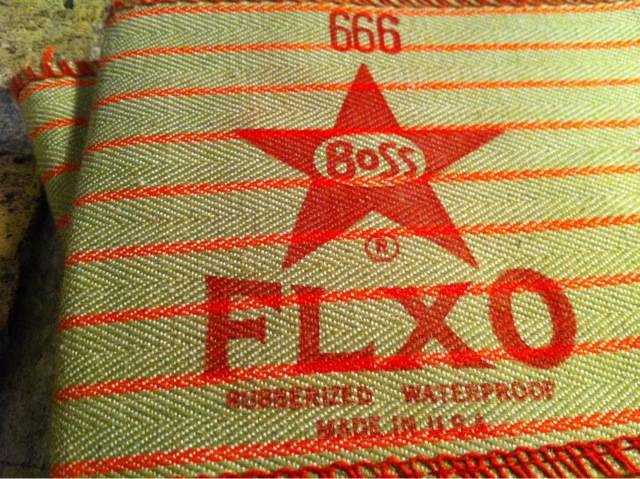 666
BOSS
®
FLXO
RUBBERIZED WATERPROOF
MADE IN U.S.A.